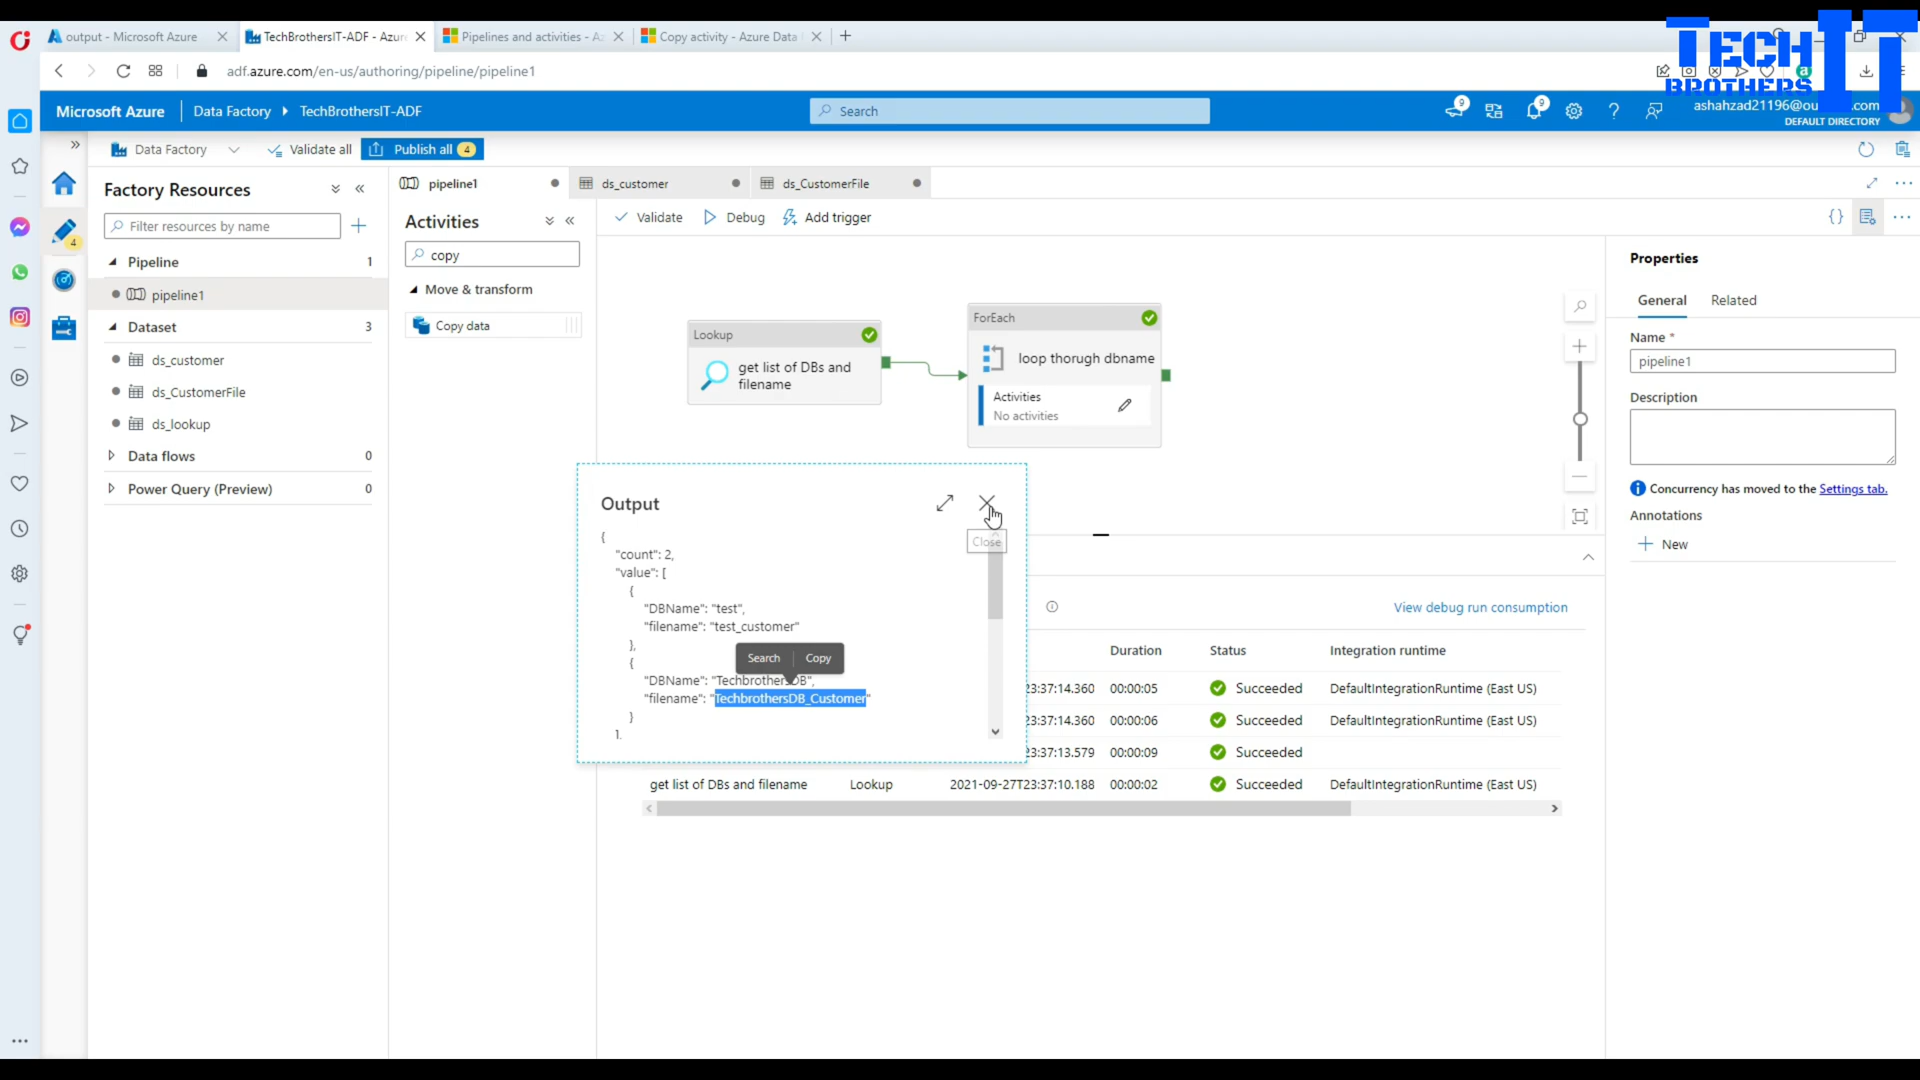 output - Microsoft Azure
TechBrothersIT-ADF - Azure
Pipelines and activities - Az
Copy activity - Azure Data
TECH IT
BROTHERS
adf.azure.com/en-us/authoring/pipeline/pipeline1
Microsoft Azure
Data Factory
TechBrothersIT-ADF
Search
9
9
ashahzad21196@ou
.com
DEFAULT DIRECTORY
Data Factory
Validate all
Publish all
4
Factory Resources
Filter resources by name
4
Pipeline
1
pipeline1
Dataset
3
ds_customer
ds_CustomerFile
ds_lookup
Data flows
0
Power Query (Preview)
0
pipeline1
ds_customer
ds_CustomerFile
Activities
copy
Move & transform
Copy data
Validate
Debug
Add trigger
Lookup
get list of DBs and
filename
ForEach
loop thorugh dbname
Activities
No activities
Output
Close
{
"count": 2,
"value": [
{
"DBName": "test",
"filename": "test_customer"
},
{
Search
Copy
"DBName": "TechbrothersDB",
"filename": "TechbrothersDB_Customer"
}
],
View debug run consumption
Duration
Status
Integration runtime
23:37:14.360
00:00:05
Succeeded
DefaultIntegrationRuntime (East US)
23:37:14.360
00:00:06
Succeeded
DefaultIntegrationRuntime (East US)
23:37:13.579
00:00:09
Succeeded
get list of DBs and filename
Lookup
2021-09-27T23:37:10.188
00:00:02
Succeeded
DefaultIntegrationRuntime (East US)
Properties
General
Related
Name *
pipeline1
Description
Concurrency has moved to the Settings tab.
Annotations
New